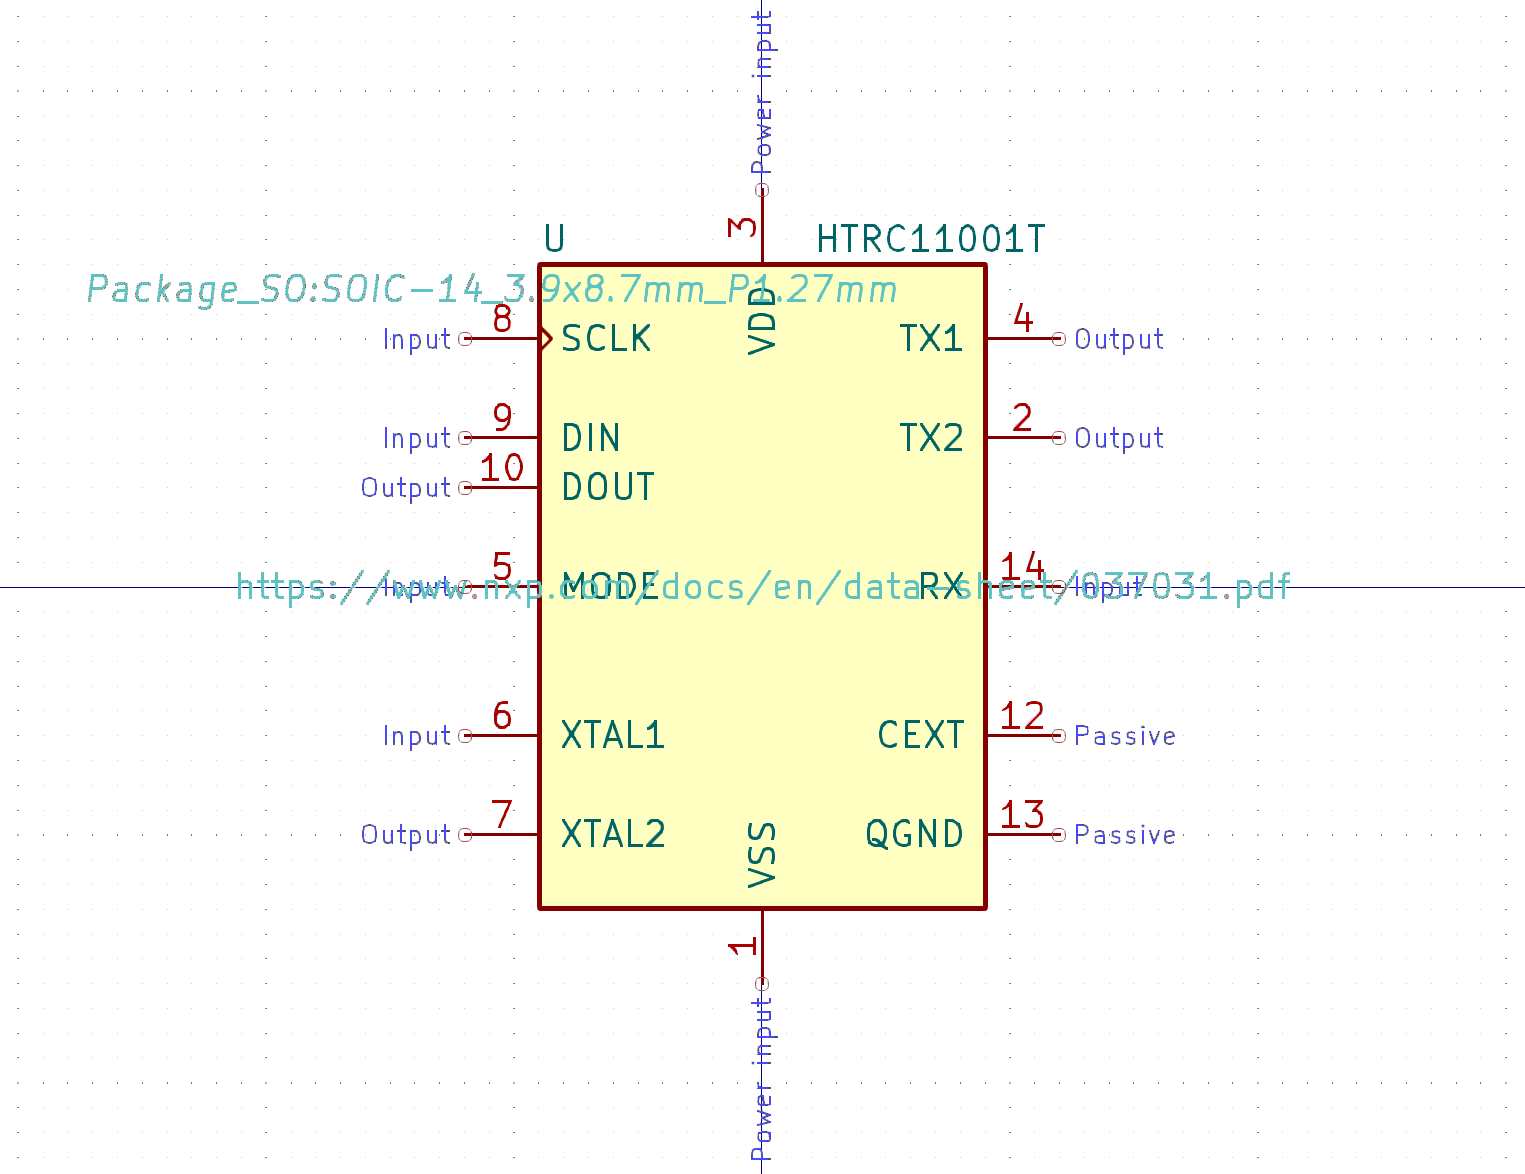 Power input
3
U
HTRC11001T
Package_SO:SOIC-14_3.9x8.7mm_P1.27mm
VDD
Input 8 SCLK
TX1 4 Output
Input 9 DIN
TX2 2 Output
Output 10 DOUT
Input 5 MODE
RX 14 Input
https://www.nxp.com/docs/en/data-sheet/037031.pdf
Input 6 XTAL1
CEXT 12 Passive
Output 7 XTAL2
QGND 13 Passive
VSS
1
Power input